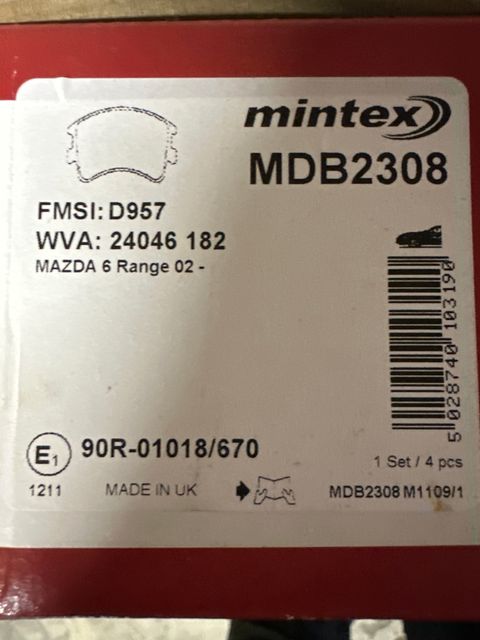 mintex
MDB2308
FMSI: D957
WVA: 24046 182
MAZDA 6 Range 02 -
5 028740 103190
E1 90R-01018/670
1 Set / 4 pcs
1211 MADE IN UK MDB2308 M1109/1